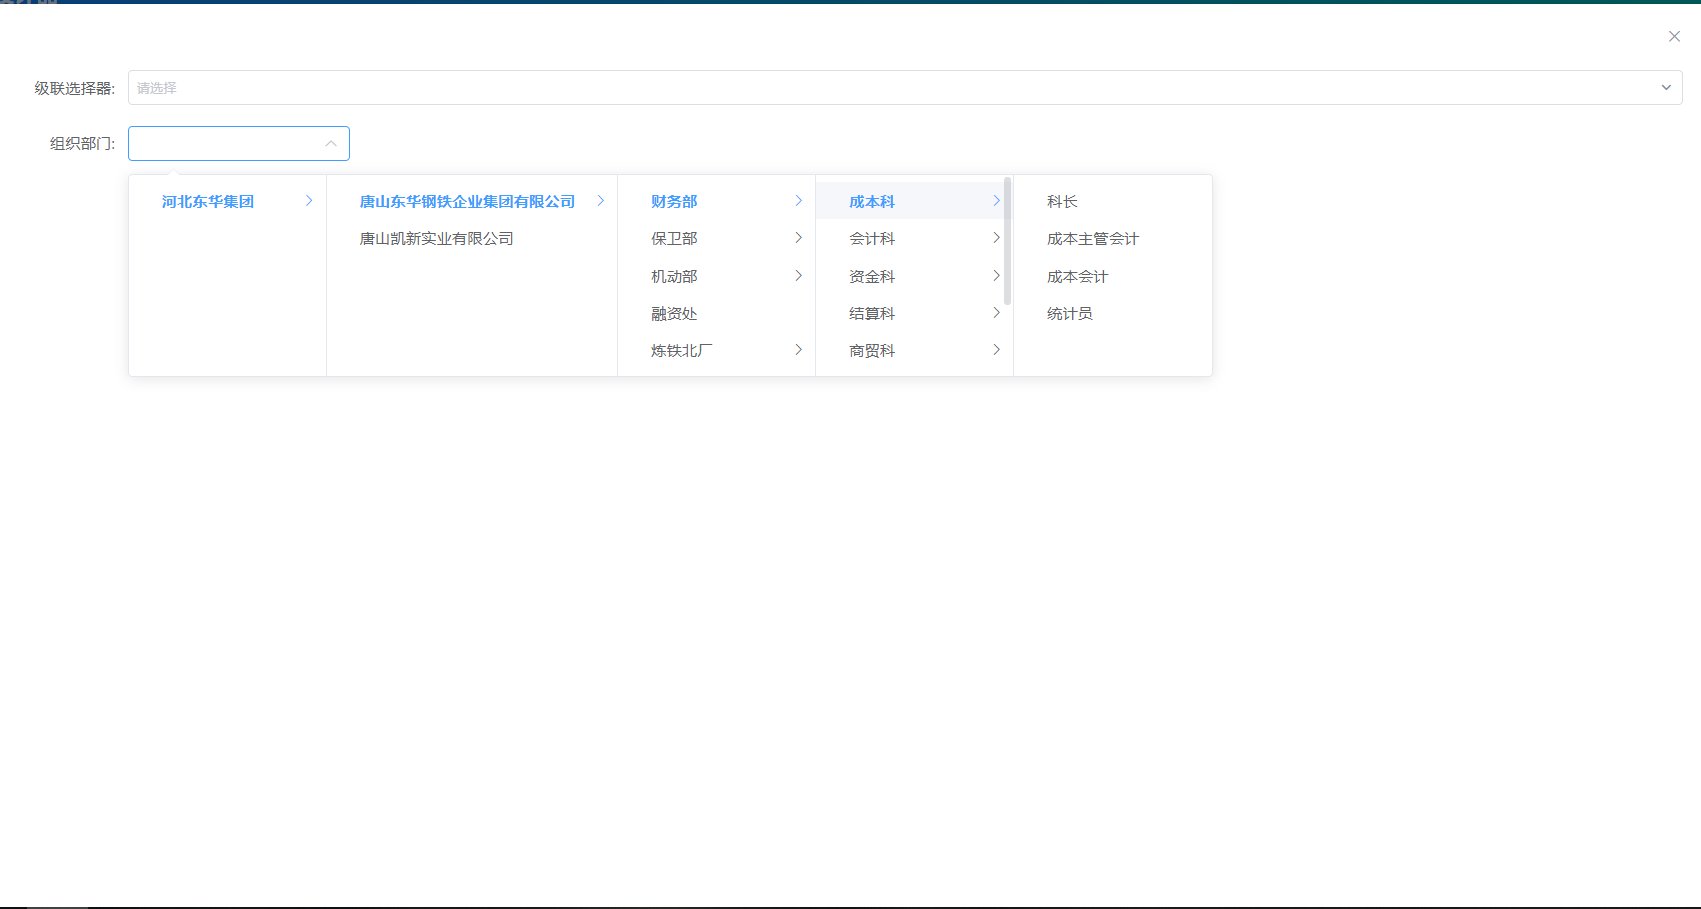 级联选择器:
请选择
组织部门:
河北东华集团
唐山东华钢铁企业集团有限公司
唐山凯新实业有限公司
财务部
保卫部
机动部
融资处
炼铁北厂
成本科
会计科
资金科
结算科
商贸科
科长
成本主管会计
成本会计
统计员